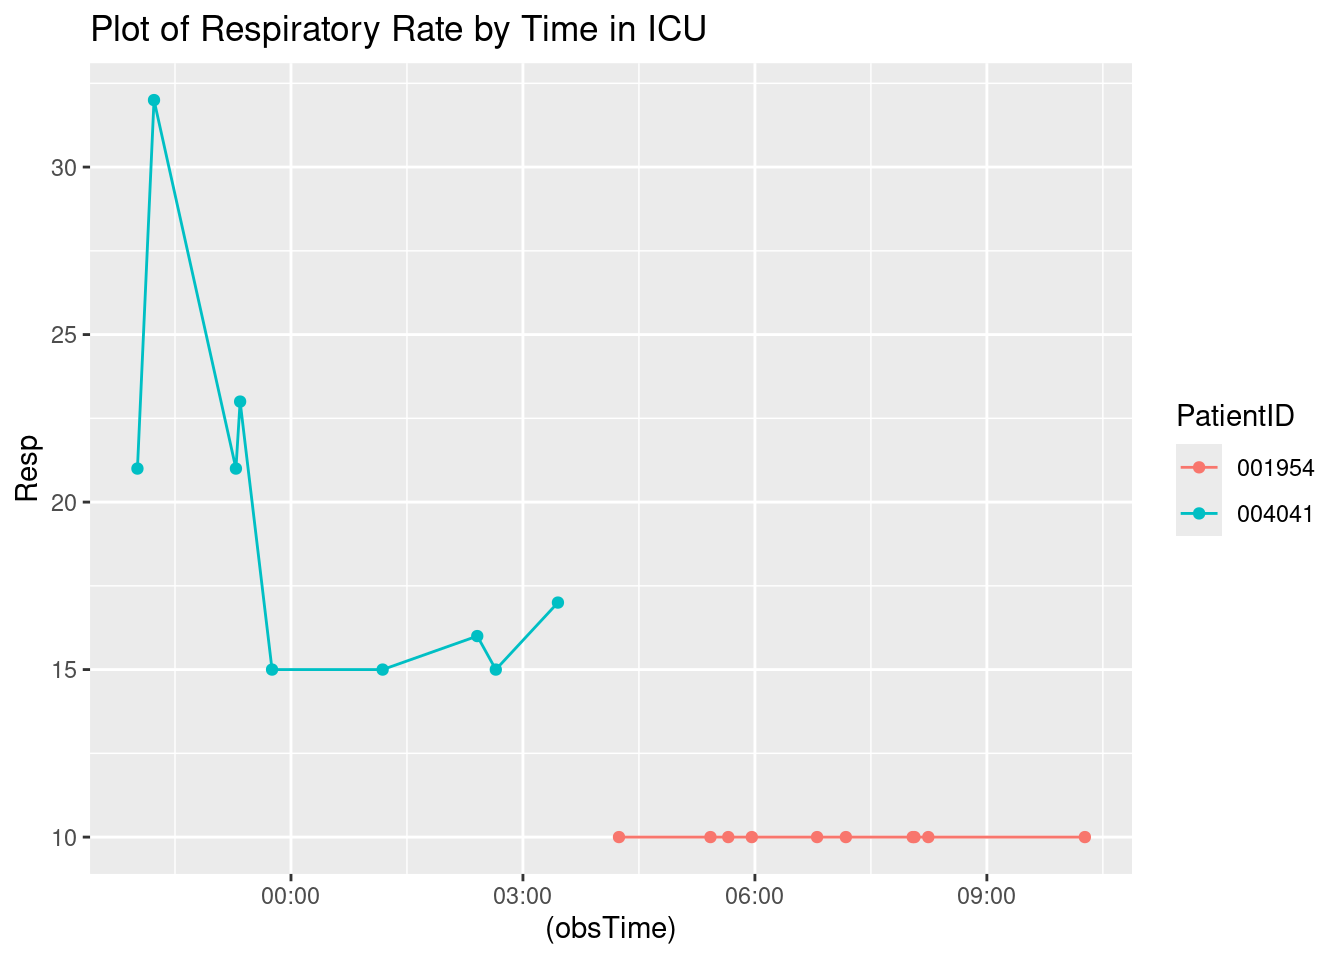 Plot of Respiratory Rate by Time in ICU
30
25
20
15
10
Resp
00:00 03:00 06:00 09:00
(obsTime)
PatientID
001954
004041